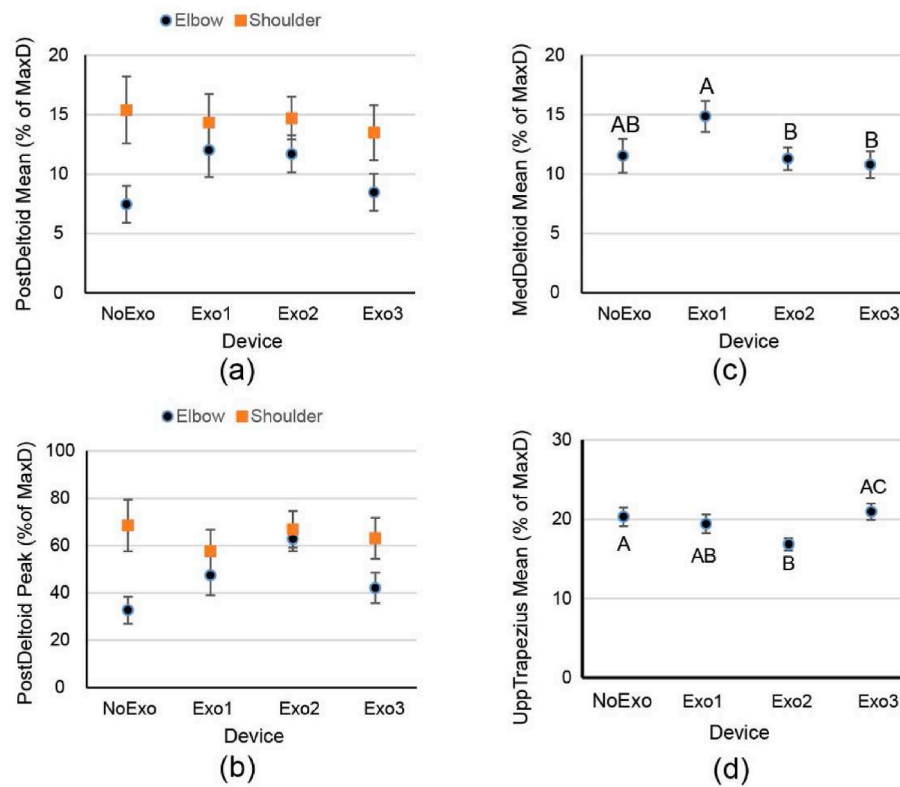 Elbow Shoulder
PostDeltoid Mean (% of MaxD)
20
15
10
5
0
NoExo Exo1 Exo2 Exo3
Device
(a)
MedDeltoid Mean (% of MaxD)
20
15
10
5
0
AB
A
B
B
NoExo Exo1 Exo2 Exo3
Device
(c)
Elbow Shoulder
PostDeltoid Peak (%of MaxD)
100
80
60
40
20
0
NoExo Exo1 Exo2 Exo3
Device
(b)
UppTrapezius Mean (% of MaxD)
30
20
10
0
A
AB
B
AC
NoExo Exo1 Exo2 Exo3
Device
(d)